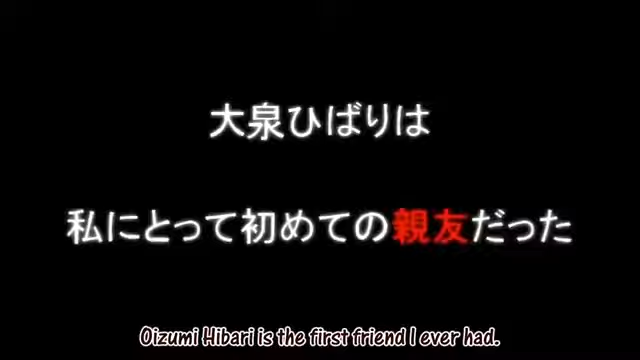 大泉ひばりは
私にとって初めての親友だった
Oizumi Hibari is the first friend I ever had.